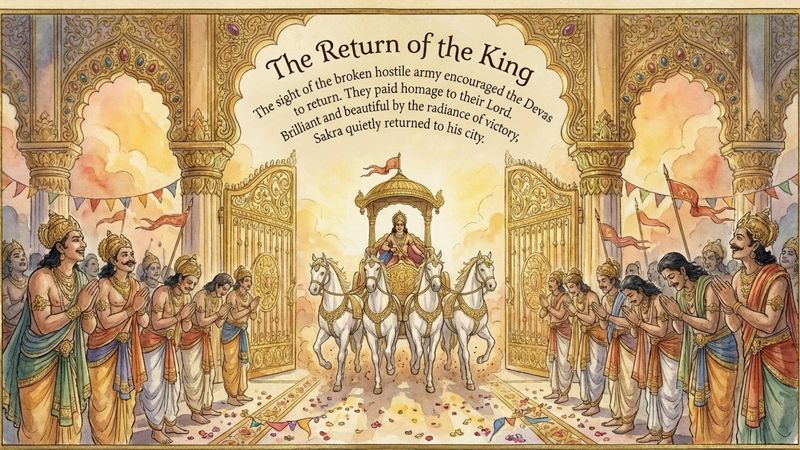 The Return of the King
The sight of the broken hostile army encouraged the Devas
to return. They paid homage to their Lord.
Brilliant and beautiful by the radiance of victory,
Sakra quietly returned to his city.